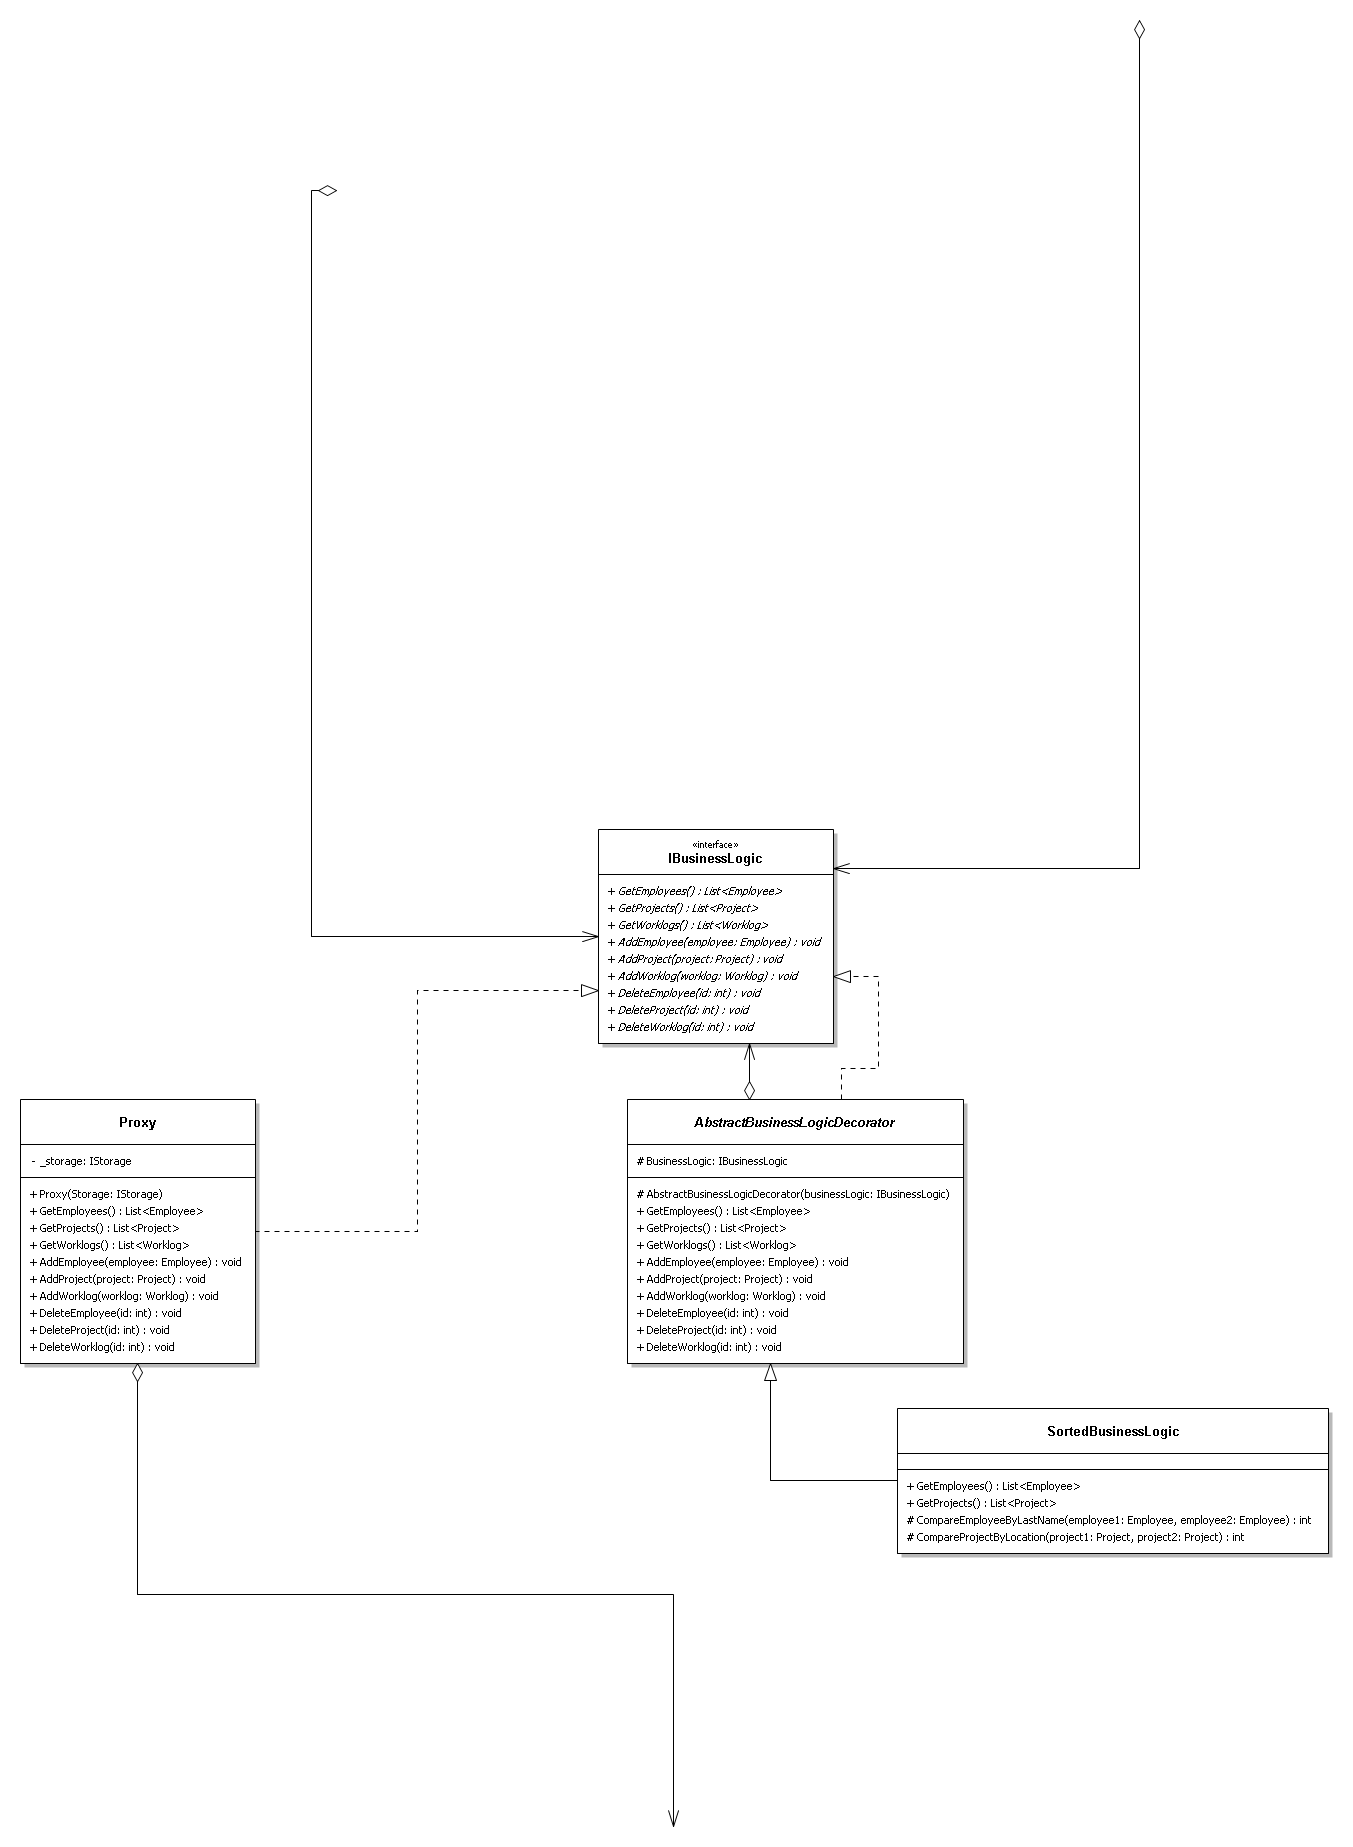 «interface»
IBusinessLogic
+ GetEmployees() : List<Employee>
+ GetProjects() : List<Project>
+ GetWorklogs() : List<Worklog>
+ AddEmployee(employee: Employee) : void
+ AddProject(project: Project) : void
+ AddWorklog(worklog: Worklog) : void
+ DeleteEmployee(id: int) : void
+ DeleteProject(id: int) : void
+ DeleteWorklog(id: int) : void
Proxy
- _storage: IStorage
+ Proxy(Storage: IStorage)
+ GetEmployees() : List<Employee>
+ GetProjects() : List<Project>
+ GetWorklogs() : List<Worklog>
+ AddEmployee(employee: Employee) : void
+ AddProject(project: Project) : void
+ AddWorklog(worklog: Worklog) : void
+ DeleteEmployee(id: int) : void
+ DeleteProject(id: int) : void
+ DeleteWorklog(id: int) : void
AbstractBusinessLogicDecorator
# BusinessLogic: IBusinessLogic
# AbstractBusinessLogicDecorator(businessLogic: IBusinessLogic)
+ GetEmployees() : List<Employee>
+ GetProjects() : List<Project>
+ GetWorklogs() : List<Worklog>
+ AddEmployee(employee: Employee) : void
+ AddProject(project: Project) : void
+ AddWorklog(worklog: Worklog) : void
+ DeleteEmployee(id: int) : void
+ DeleteProject(id: int) : void
+ DeleteWorklog(id: int) : void
SortedBusinessLogic
+ GetEmployees() : List<Employee>
+ GetProjects() : List<Project>
# CompareEmployeeByLastName(employee1: Employee, employee2: Employee) : int
# CompareProjectByLocation(project1: Project, project2: Project) : int